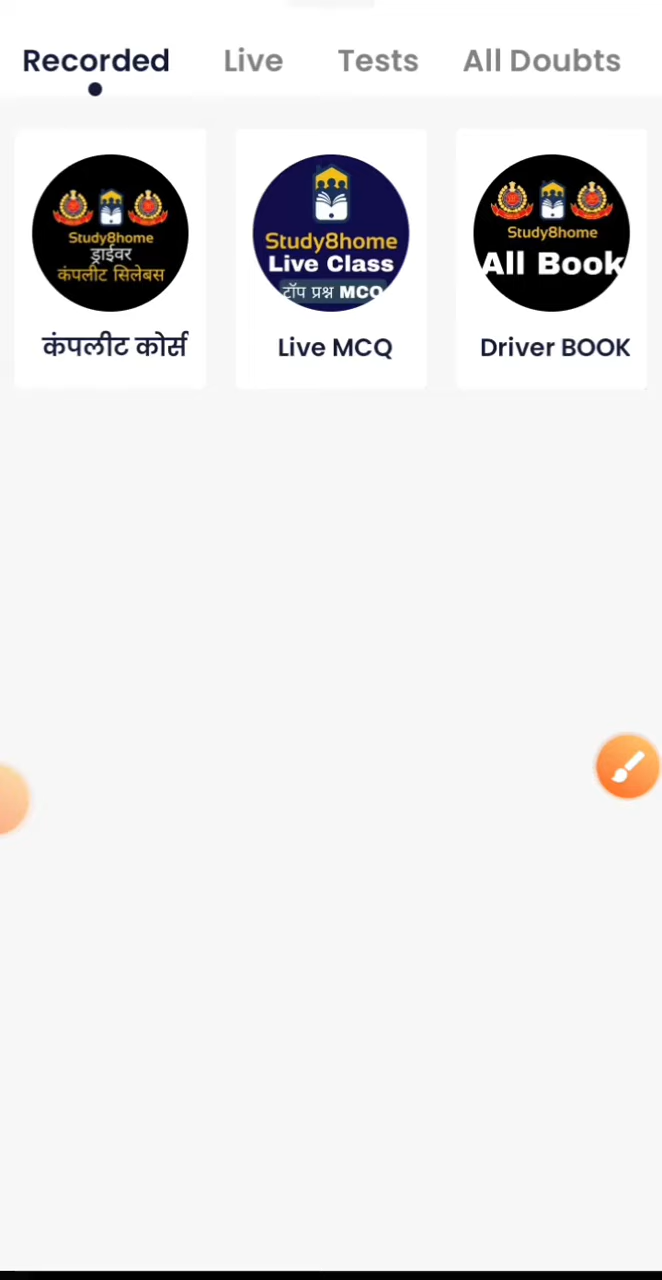 Recorded Live Tests All Doubts
Study8home
ड्राईवर
कंपलीट सिलेबस
कंपलीट कोर्स
Study8home
Live Class
टॉप प्रश्न MCQ
Live MCQ
Study8home
All Book
Driver BOOK